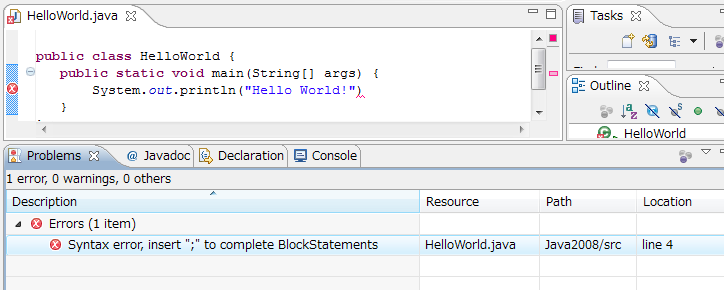 HelloWorld.java
Tasks
public class HelloWorld {
public static void main(String[] args) {
System.out.println("Hello World!")
}
Outline
HelloWorld
Problems @ Javadoc Declaration Console
1 error, 0 warnings, 0 others
Description Resource Path Location
Errors (1 item)
Syntax error, insert ";" to complete BlockStatements HelloWorld.java Java2008/src line 4